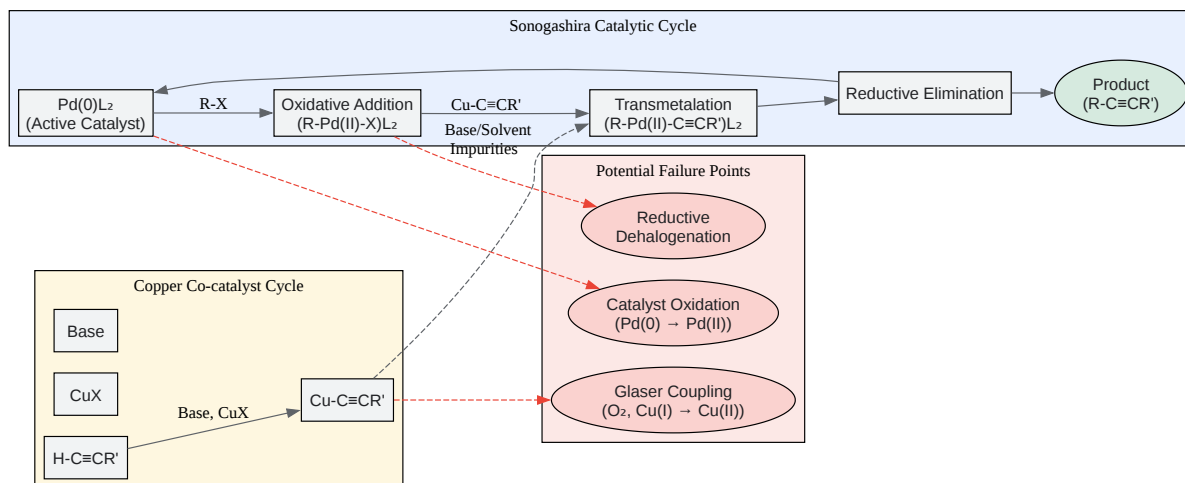 Sonogashira Catalytic Cycle
Pd(0)L₂
(Active Catalyst)
R-X
Oxidative Addition
(R-Pd(II)-X)L₂
Cu-C≡CR'
Base/Solvent
Impurities
Transmetalation
(R-Pd(II)-C≡CR')L₂
Reductive Elimination
Product
(R-C≡CR')
Potential Failure Points
Reductive
Dehalogenation
Catalyst Oxidation
(Pd(0) → Pd(II))
Glaser Coupling
(O₂, Cu(I) → Cu(II))
Copper Co-catalyst Cycle
Base
CuX
H-C≡CR'
Base, CuX
Cu-C≡CR'